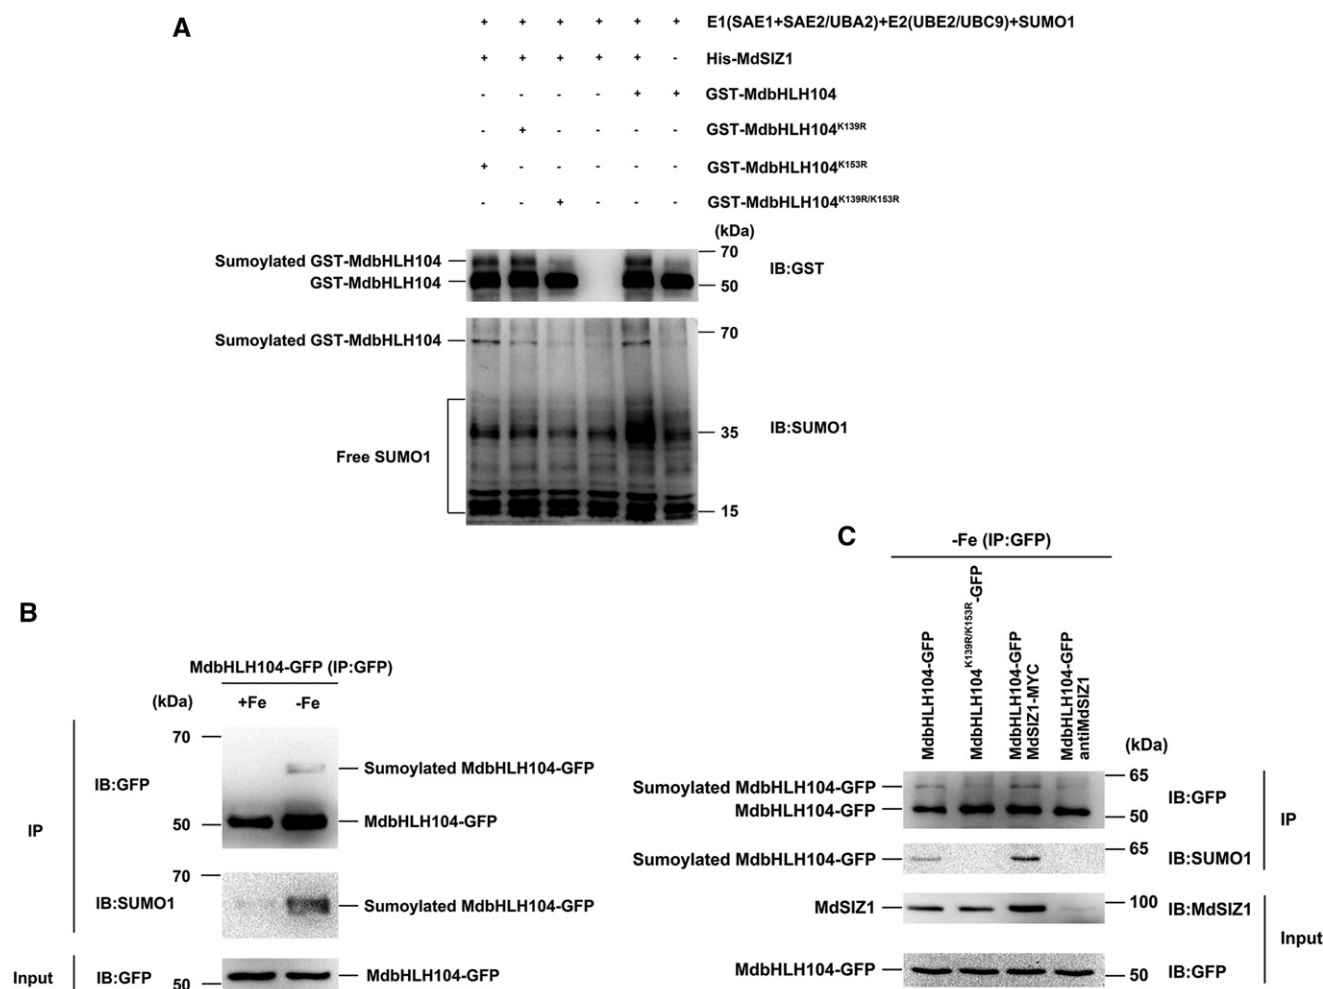 A
+ + + + + + E1(SAE1+SAE2/UBA2)+E2(UBE2/UBC9)+SUMO1
+ + + + + - His-MdSIZ1
- - - - + + GST-MdbHLH104
- + - - - - GST-MdbHLH104K139R
+ - - - - - GST-MdbHLH104K153R
- - + - - - GST-MdbHLH104K139R/K153R
(kDa)
70
Sumoylated GST-MdbHLH104
IB:GST
GST-MdbHLH104
50
70
Sumoylated GST-MdbHLH104
35
IB:SUMO1
Free SUMO1
15
B
MdbHLH104-GFP (IP:GFP)
(kDa) +Fe -Fe
70
Sumoylated MdbHLH104-GFP
IB:GFP
50
MdbHLH104-GFP
IP
70
IB:SUMO1
Sumoylated MdbHLH104-GFP
Input
IB:GFP
MdbHLH104-GFP
50
C
-Fe (IP:GFP)
MdbHLH104-GFP
MdbHLH104K139R/K153R-GFP
MdbHLH104-GFP
MdSIZ1-MYC
MdbHLH104-GFP
antiMdSIZ1
(kDa)
65
Sumoylated MdbHLH104-GFP
IB:GFP
MdbHLH104-GFP
50
IP
65
Sumoylated MdbHLH104-GFP
IB:SUMO1
100
MdSIZ1
IB:MdSIZ1
Input
MdbHLH104-GFP
50
IB:GFP